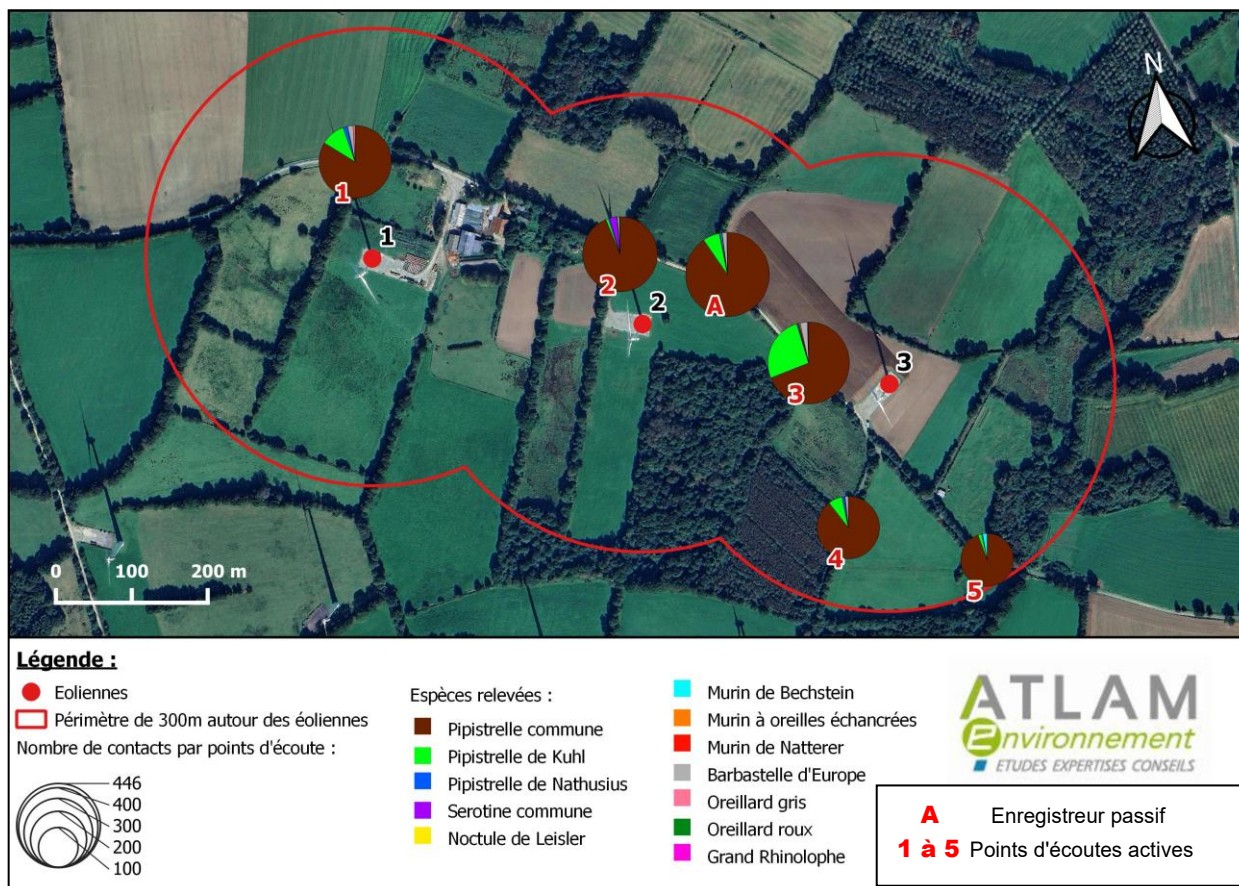 N
1
1
2
2
A
3
3
4
5
0 100 200 m
Légende :
Eoliennes
Périmètre de 300m autour des éoliennes
Nombre de contacts par points d'écoute :
446
400
300
200
100
Espèces relevées :
Pipistrelle commune
Pipistrelle de Kuhl
Pipistrelle de Nathusius
Serotine commune
Noctule de Leisler
Murin de Bechstein
Murin à oreilles échancrées
Murin de Natterer
Barbastelle d'Europe
Oreillard gris
Oreillard roux
Grand Rhinolophe
ATLAM
Environnement
ETUDES EXPERTISES CONSEILS
A Enregistreur passif
1 à 5 Points d'écoutes actives